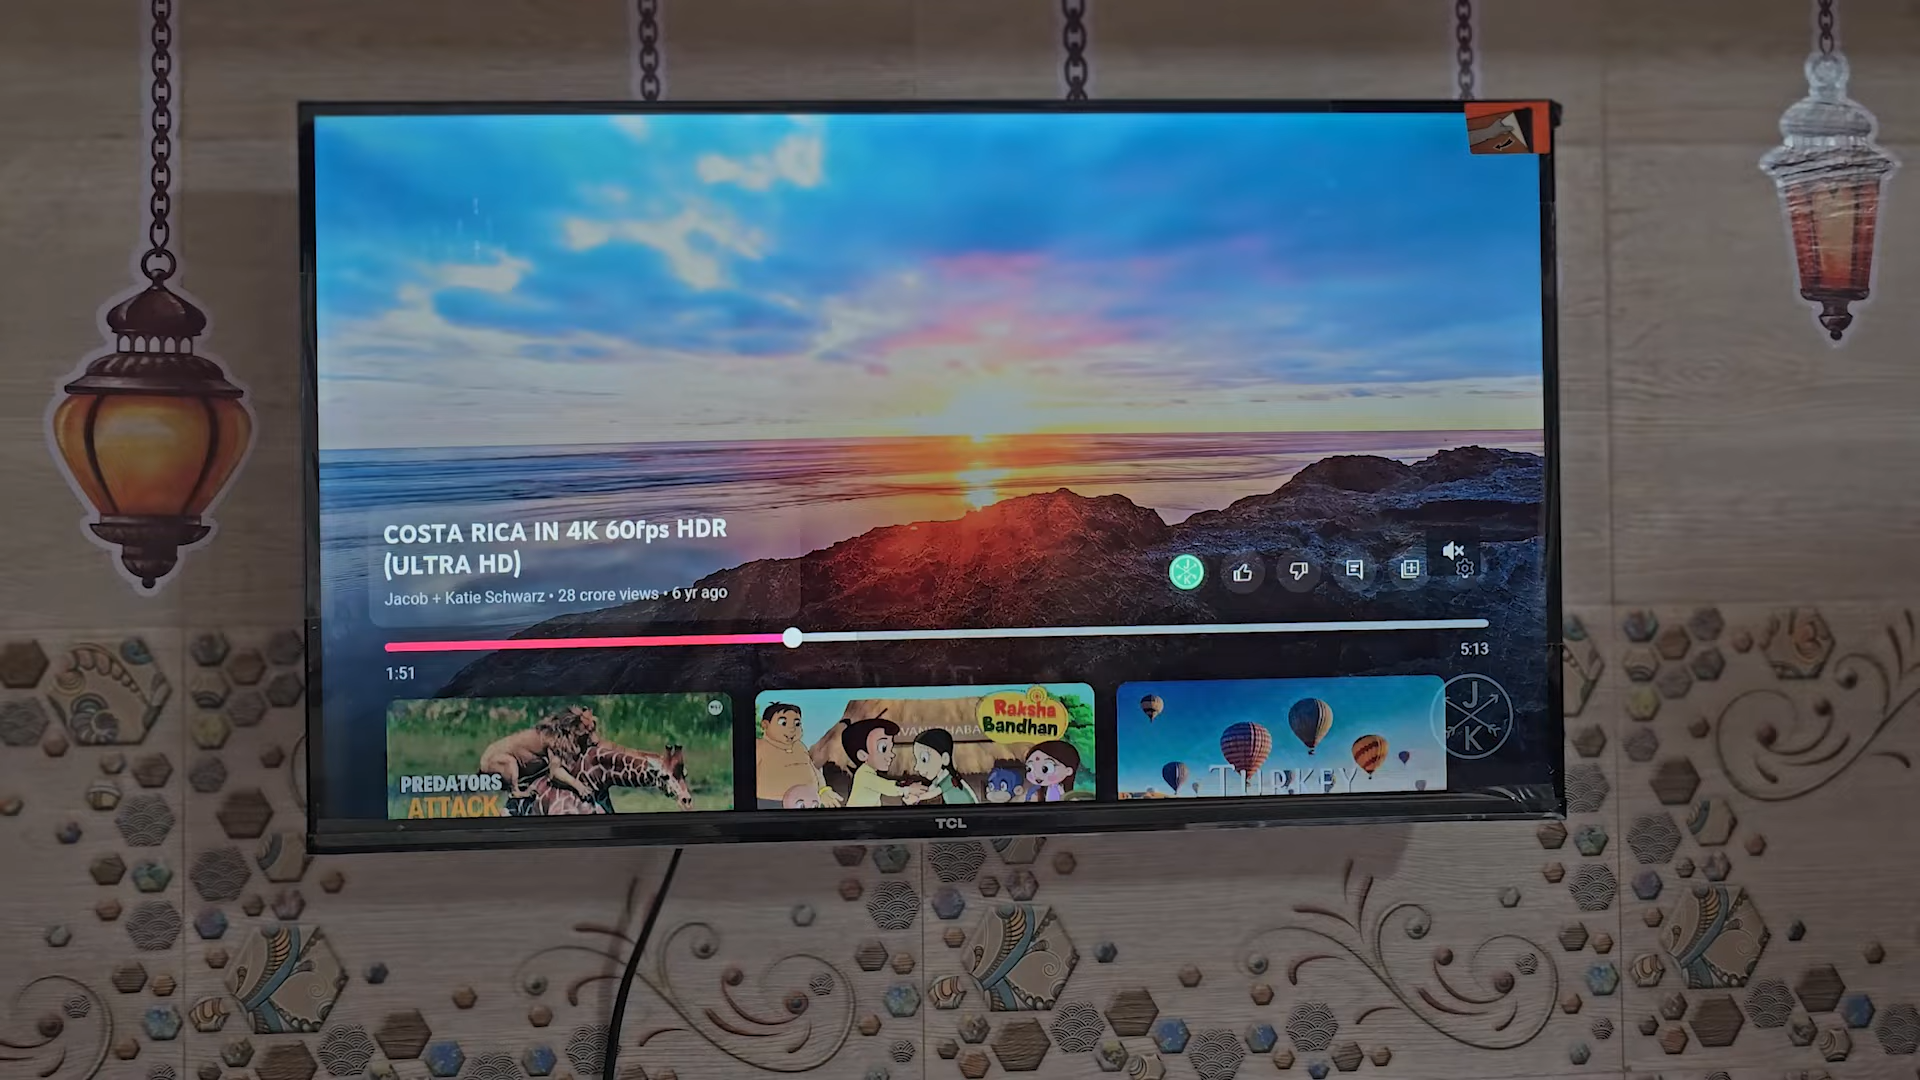 COSTA RICA IN 4K 60fps HDR
(ULTRA HD)
Jacob + Katie Schwarz • 28 crore views • 6 yr ago
1:51
5:13
PREDATORS
ATTACK
Raksha
Bandhan
TURKEY
J
K
TCL